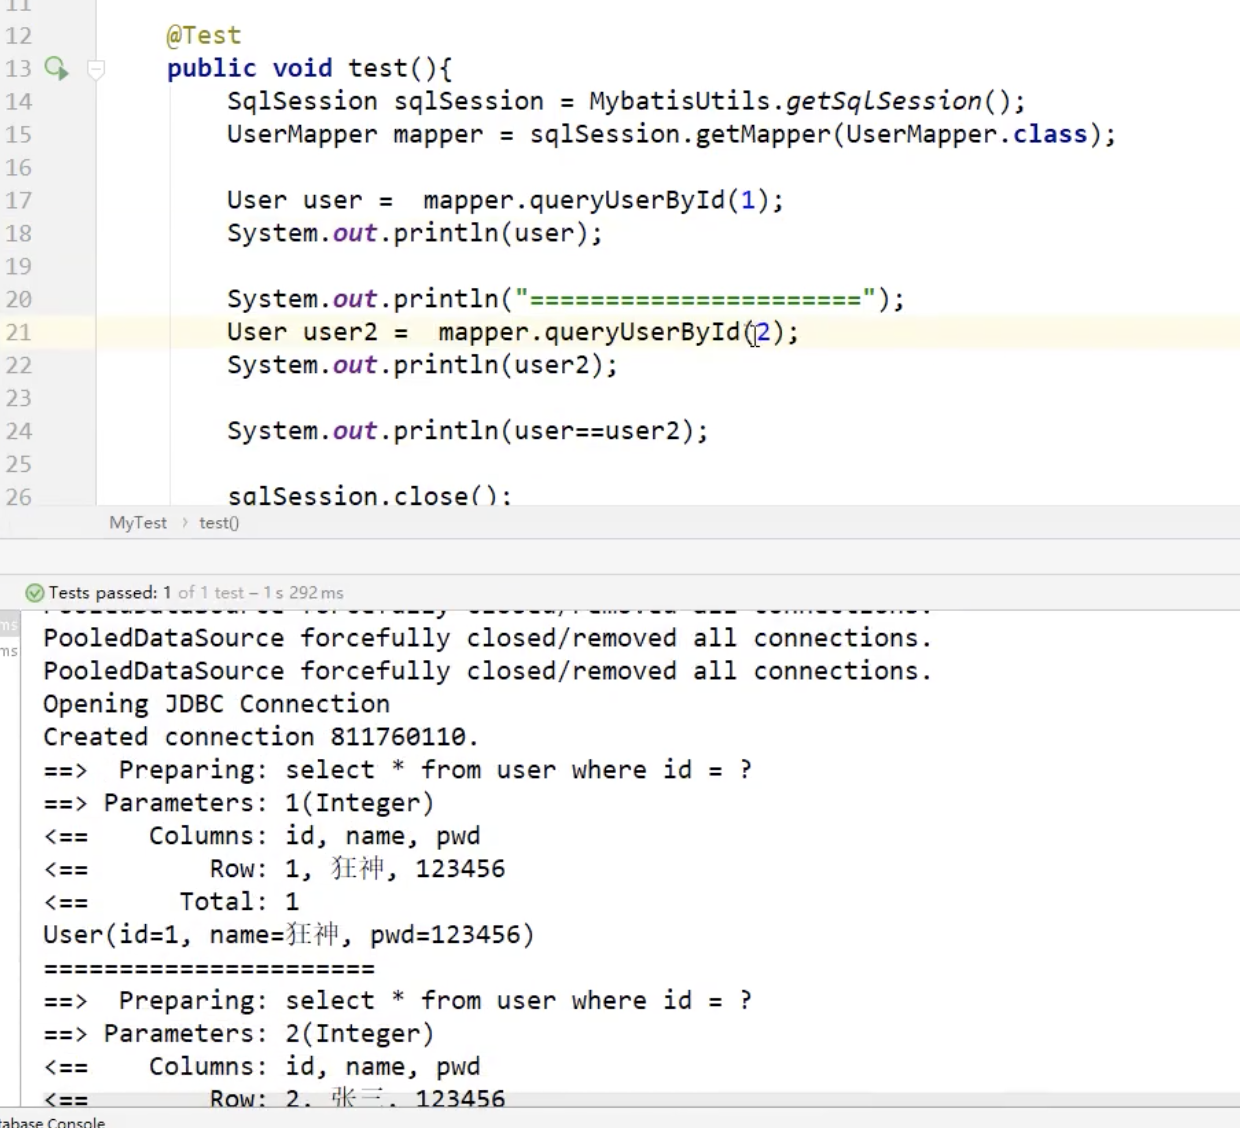 11
12 @Test
13 public void test(){
14 SqlSession sqlSession = MybatisUtils.getSqlSession();
15 UserMapper mapper = sqlSession.getMapper(UserMapper.class);
16
17 User user =  mapper.queryUserById(1);
18 System.out.println(user);
19
20 System.out.println("======================");
21 User user2 =  mapper.queryUserById(2);
22 System.out.println(user2);
23
24 System.out.println(user==user2);
25
26 sqlSession.close();
MyTest › test()
Tests passed: 1 of 1 test – 1 s 292 ms
PooledDataSource forcefully closed/removed all connections.
ms PooledDataSource forcefully closed/removed all connections.
ms PooledDataSource forcefully closed/removed all connections.
Opening JDBC Connection
Created connection 811760110.
==>  Preparing: select * from user where id = ?
==> Parameters: 1(Integer)
<==    Columns: id, name, pwd
<==        Row: 1, 狂神, 123456
<==      Total: 1
User(id=1, name=狂神, pwd=123456)
======================
==>  Preparing: select * from user where id = ?
==> Parameters: 2(Integer)
<==    Columns: id, name, pwd
<==        Row: 2, 张三, 123456
tabase Console